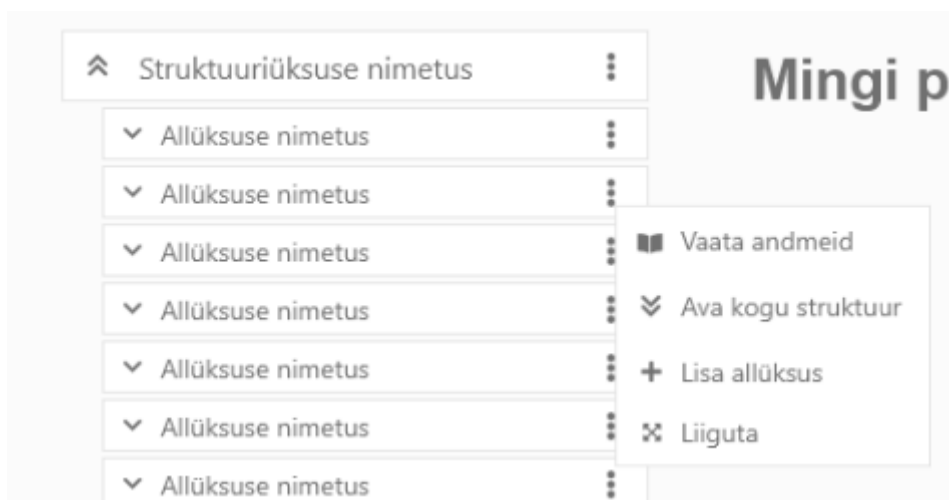 Struktuuriüksuse nimetus
Mingi p
Allüksuse nimetus
Allüksuse nimetus
Allüksuse nimetus
Allüksuse nimetus
Allüksuse nimetus
Allüksuse nimetus
Allüksuse nimetus
Vaata andmeid
Ava kogu struktuur
Lisa allüksus
Liiguta